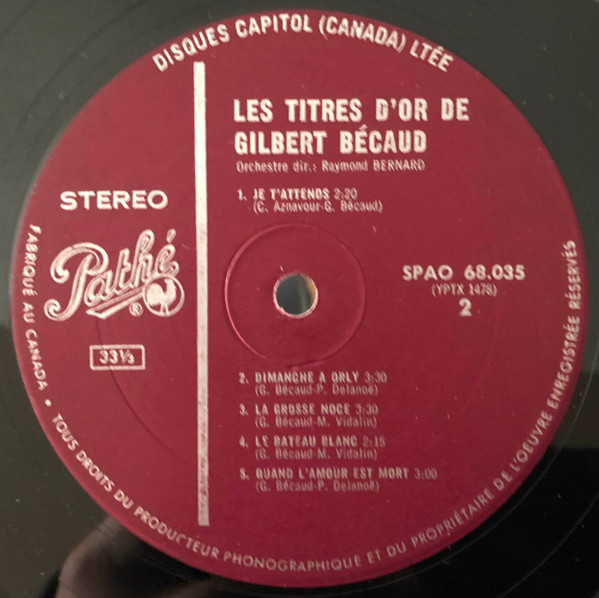 DISQUES CAPITOL (CANADA) LTÉE
LES TITRES D'OR DE
GILBERT BÉCAUD
Orchestre dir.: Raymond BERNARD
1. JE T'ATTENDS 2:20
(C. Aznavour-G. Bécaud)
STEREO
Pathé
®
33⅓
SPAO 68.035
(YPTX 1478)
2
2. DIMANCHE A ORLY 3:30
(G. Bécaud-P. Delanoë)
3. LA GROSSE NOCE 3:30
(G. Bécaud-M. Vidalin)
4. LE BATEAU BLANC 2:15
(G. Bécaud-M. Vidalin)
5. QUAND L'AMOUR EST MORT 3:00
(G. Bécaud-P. Delanoë)
FABRIQUÉ AU CANADA • TOUS DROITS DU PRODUCTEUR PHONOGRAPHIQUE ET DU PROPRIÉTAIRE DE L'OEUVRE ENREGISTRÉE RÉSERVÉS